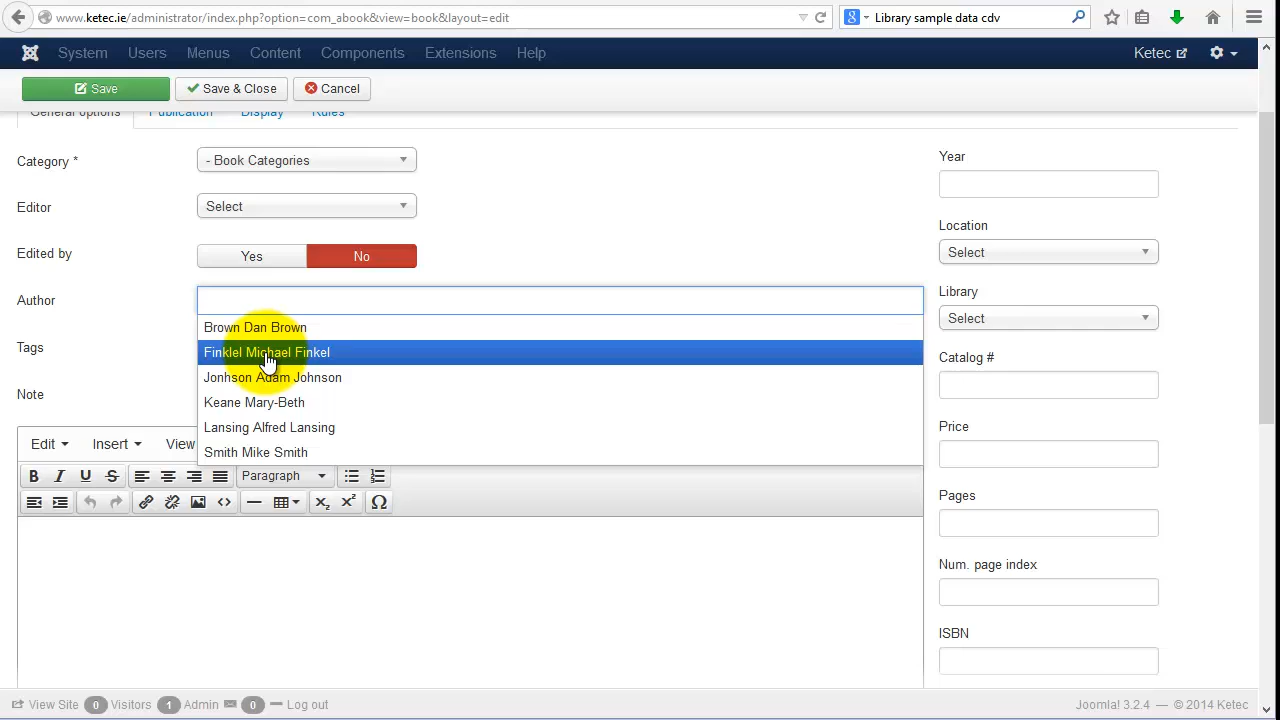 www.ketec.ie/administrator/index.php?option=com_abook&view=book&layout=edit
Library sample data cdv
System Users Menus Content Components Extensions Help
Ketec
Save Save & Close Cancel
General options Publication Display Rules
Category * - Book Categories
Editor Select
Edited by Yes No
Author
Brown Dan Brown
Finklel Michael Finkel
Jonhson Adam Johnson
Keane Mary-Beth
Lansing Alfred Lansing
Smith Mike Smith
Tags
Note
Edit Insert View
B I U S Paragraph
Ω
Year
Location
Select
Library
Select
Catalog #
Price
Pages
Num. page index
ISBN
View Site 0 Visitors 1 Admin 0 Log out
Joomla! 3.2.4 — © 2014 Ketec